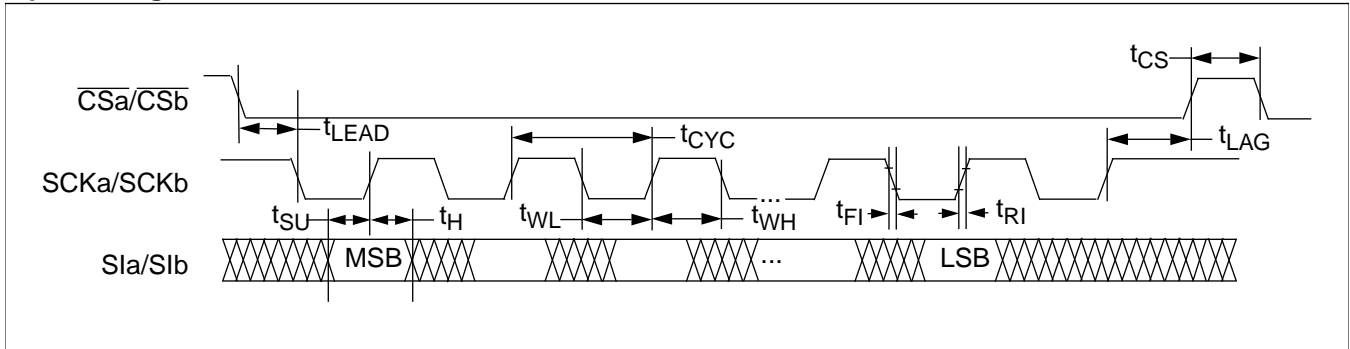 tCS
CSa/CSb
tLEAD
tCYC
tLAG
SCKa/SCKb
...
tSU
tH
tWL
tWH
tFI
tRI
SIa/SIb
MSB
...
LSB